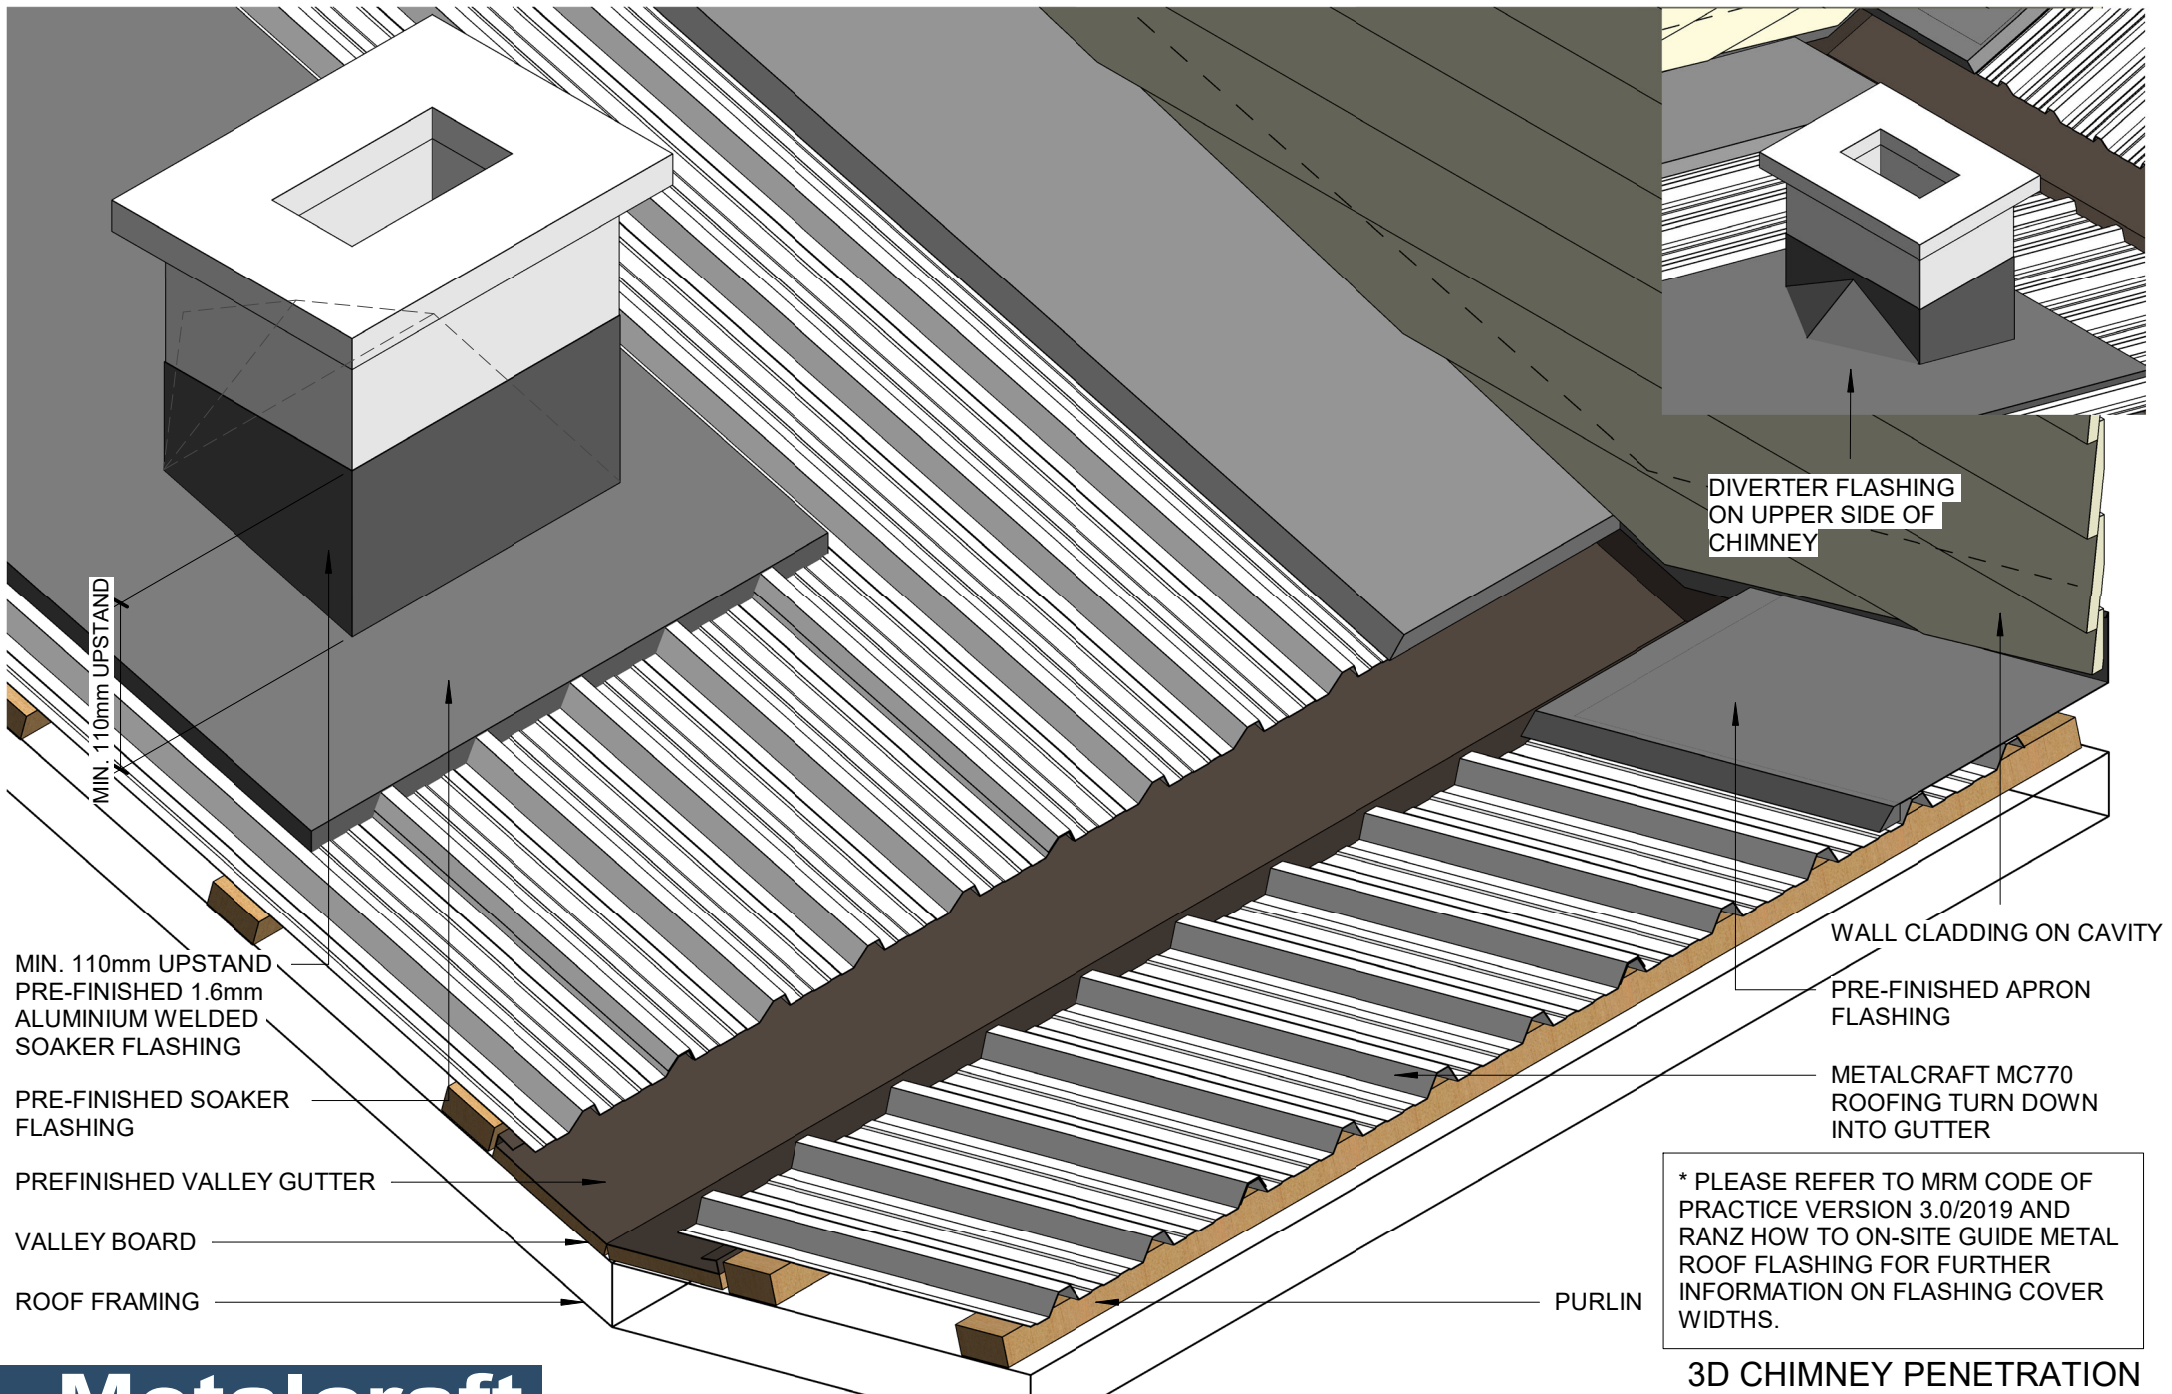 DIVERTER FLASHING
ON UPPER SIDE OF
CHIMNEY
MIN. 110mm UPSTAND
MIN. 110mm UPSTAND
PRE-FINISHED 1.6mm
ALUMINIUM WELDED
SOAKER FLASHING
PRE-FINISHED SOAKER
FLASHING
PREFINISHED VALLEY GUTTER
VALLEY BOARD
ROOF FRAMING
WALL CLADDING ON CAVITY
PRE-FINISHED APRON
FLASHING
METALCRAFT MC770
ROOFING TURN DOWN
INTO GUTTER
PURLIN
* PLEASE REFER TO MRM CODE OF
PRACTICE VERSION 3.0/2019 AND
RANZ HOW TO ON-SITE GUIDE METAL
ROOF FLASHING FOR FURTHER
INFORMATION ON FLASHING COVER
WIDTHS.
3D CHIMNEY PENETRATION
Metalcraft